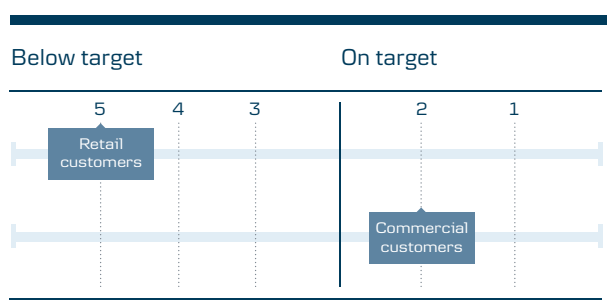 Below target On target
5 4 3 2 1
Retail
customers
Commercial
customers